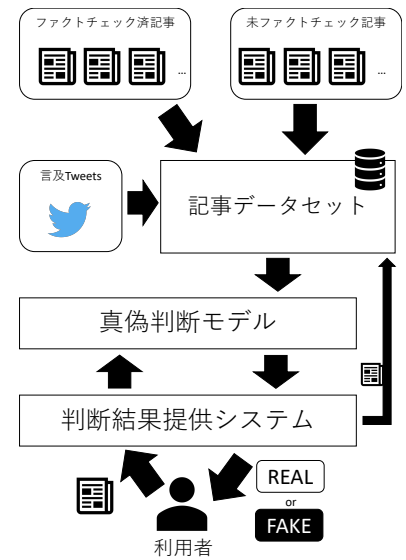 ファクトチェック済記事
未ファクトチェック記事
...
...
言及Tweets
記事データセット
真偽判断モデル
判断結果提供システム
REAL
or
FAKE
利用者